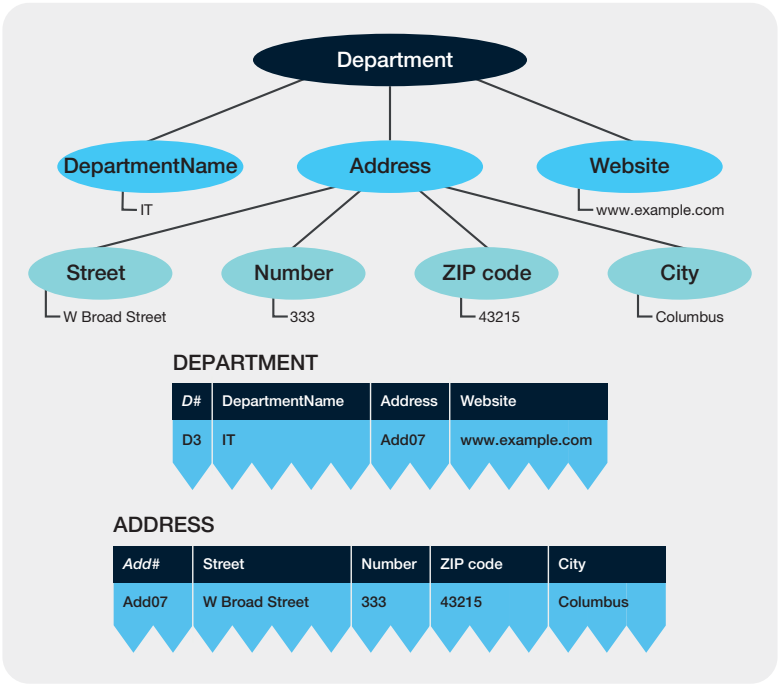 Department
DepartmentName Address Website
IT www.example.com
Street Number ZIP code City
W Broad Street 333 43215 Columbus
DEPARTMENT
D# DepartmentName Address Website
D3 IT Add07 www.example.com
ADDRESS
Add# Street Number ZIP code City
Add07 W Broad Street 333 43215 Columbus